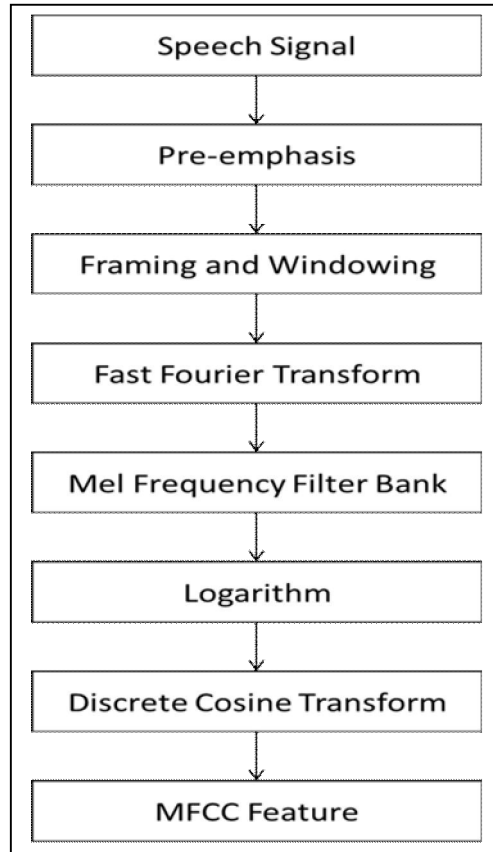 Speech Signal
Pre-emphasis
Framing and Windowing
Fast Fourier Transform
Mel Frequency Filter Bank
Logarithm
Discrete Cosine Transform
MFCC Feature